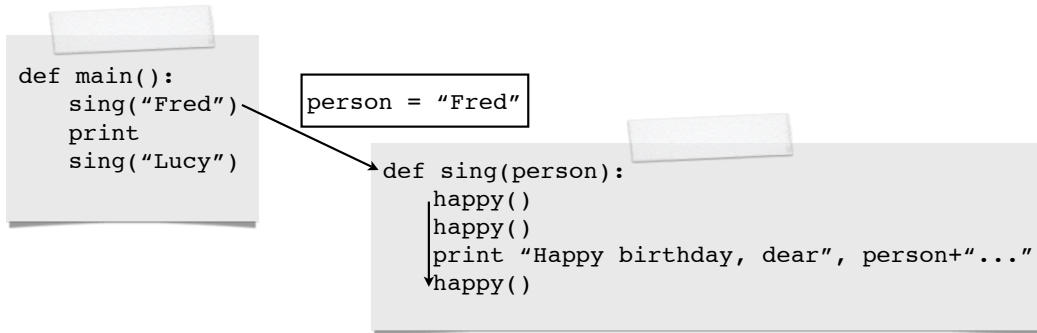 def main():
    sing(“Fred”)
    print
    sing(“Lucy”)
person = “Fred”
def sing(person):
    happy()
    happy()
    print “Happy birthday, dear”, person+“...”
    happy()